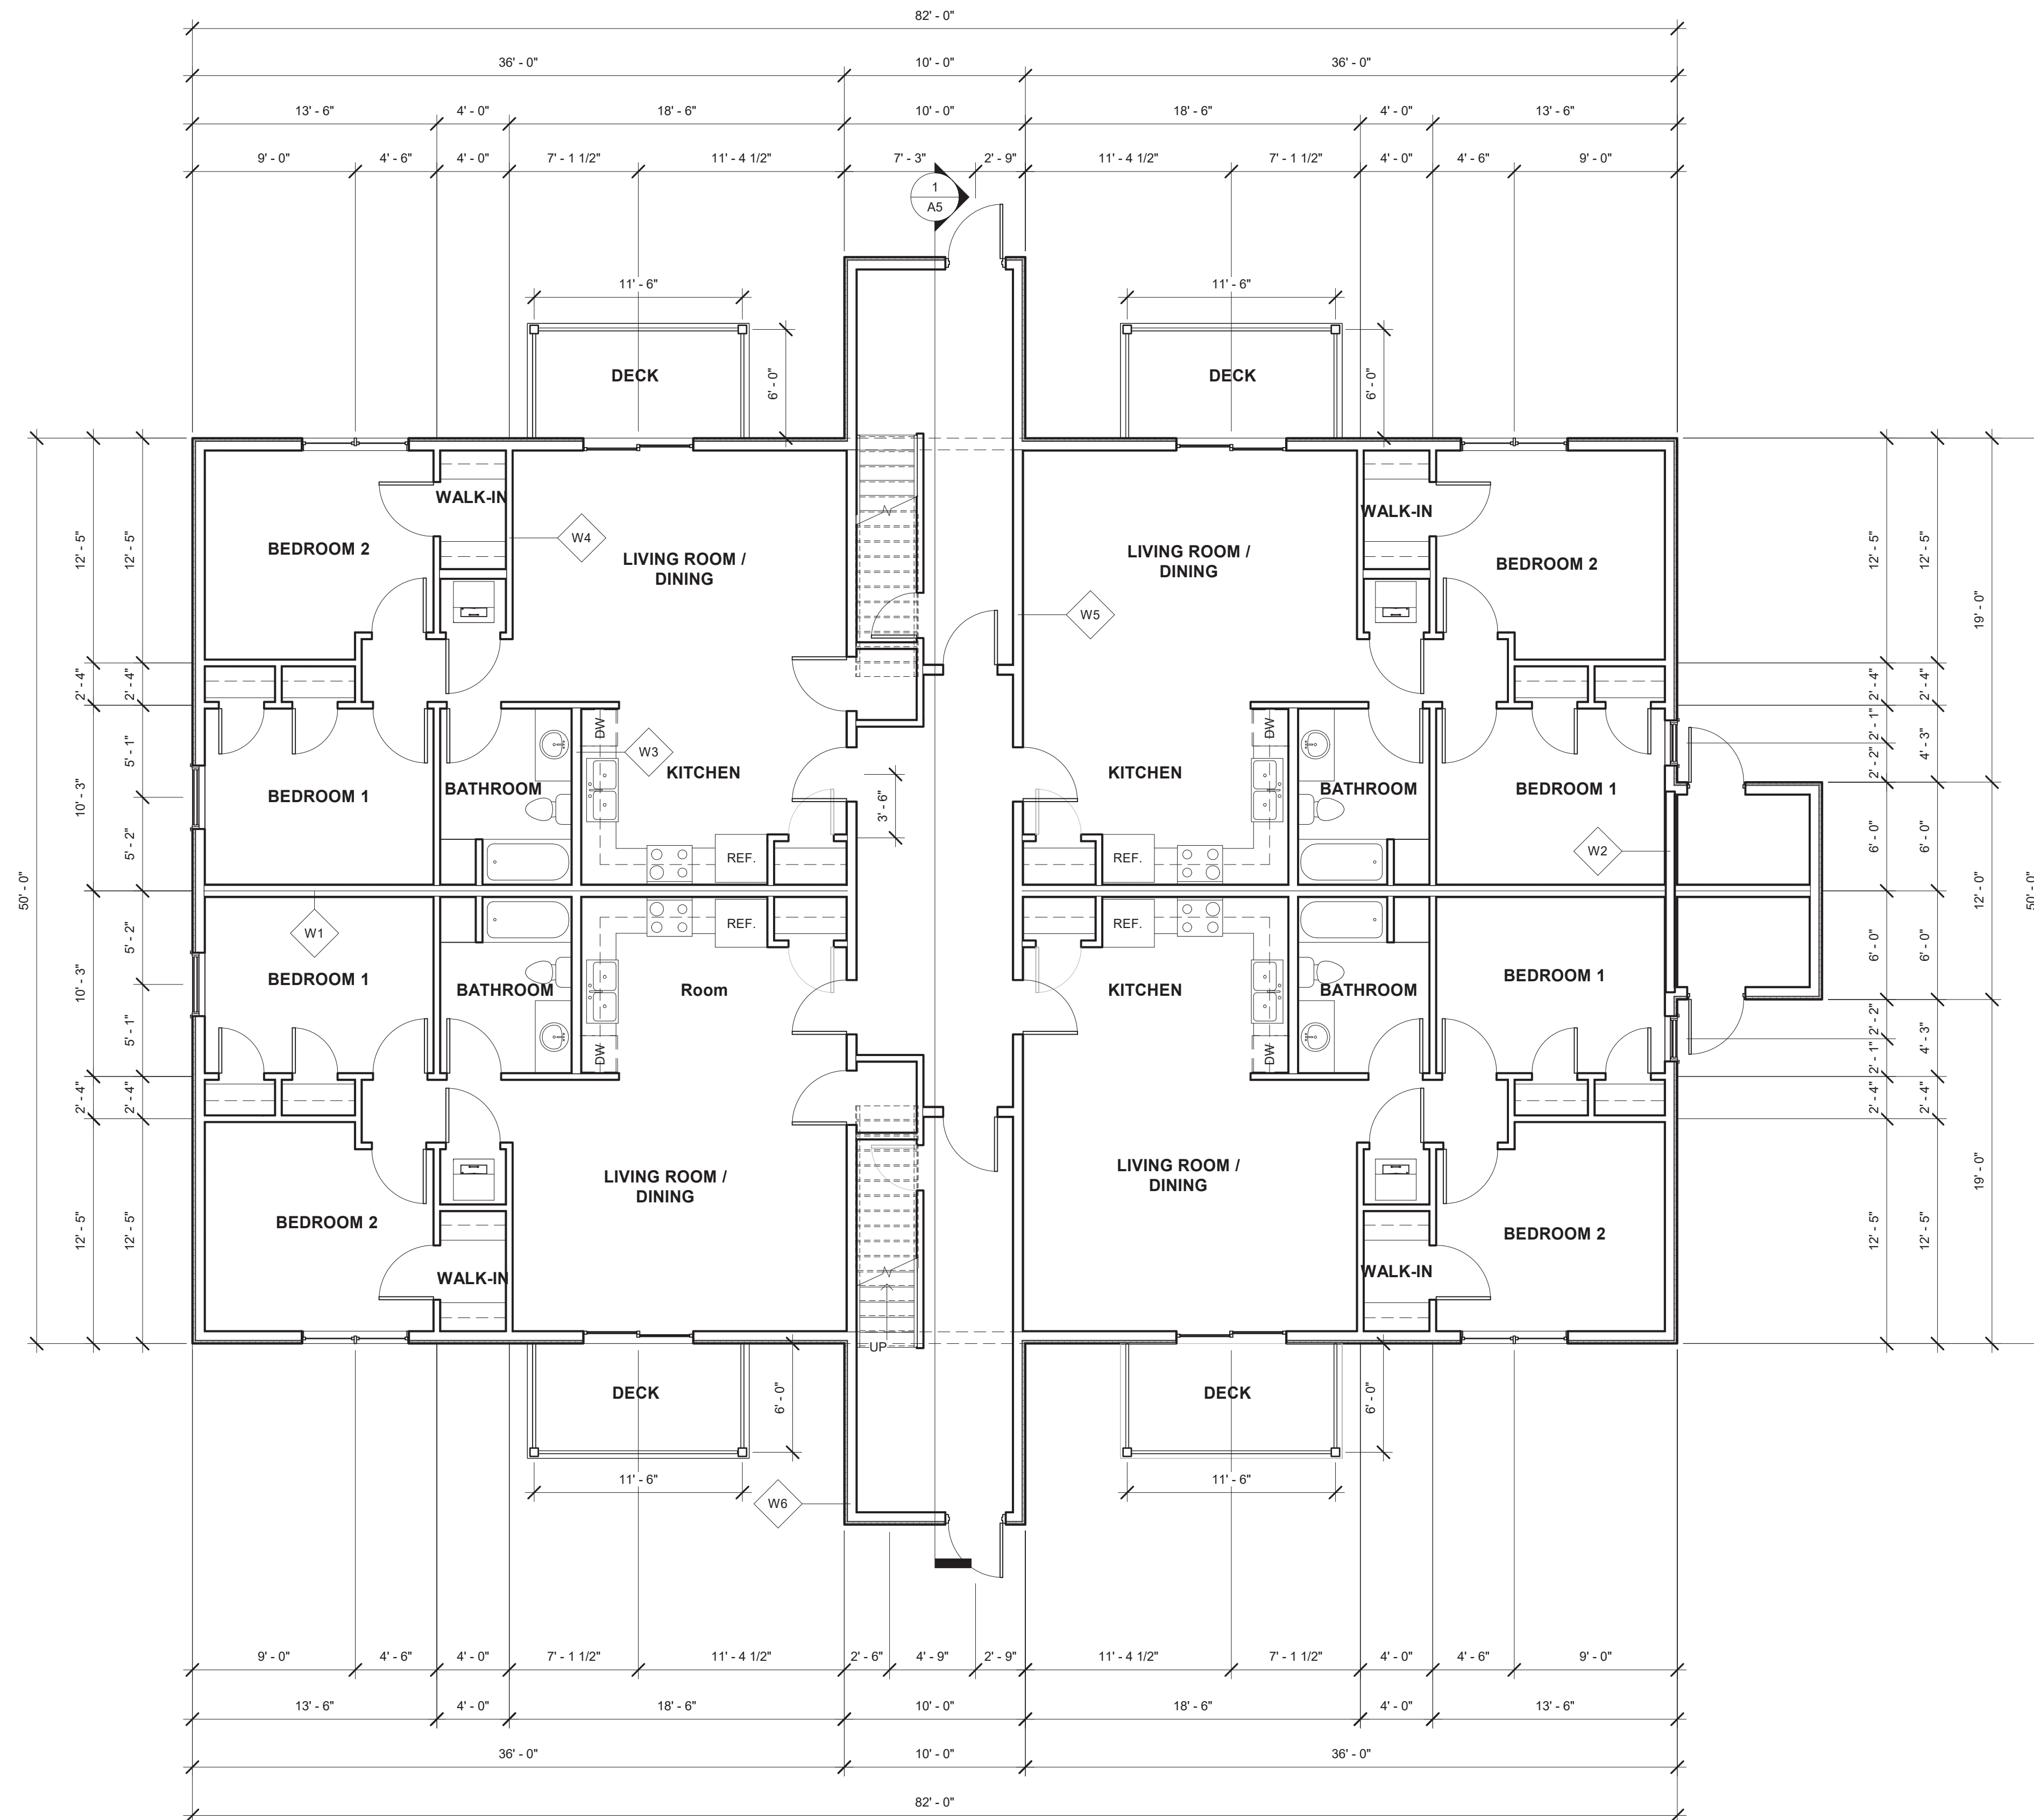 82' - 0"
36' - 0" 10' - 0" 36' - 0"
13' - 6" 4' - 0" 18' - 6" 10' - 0" 18' - 6" 4' - 0" 13' - 6"
9' - 0" 4' - 6" 4' - 0" 7' - 1 1/2" 11' - 4 1/2" 7' - 3" 2' - 9" 11' - 4 1/2" 7' - 1 1/2" 4' - 0" 4' - 6" 9' - 0"
1
A5
11' - 6" 11' - 6"
DECK 6' - 0" DECK 6' - 0"
50' - 0"
12' - 5" 12' - 5"
2' - 4" 2' - 4"
10' - 3" 5' - 1"
5' - 2"
10' - 3" 5' - 2"
5' - 1"
2' - 4" 2' - 4"
12' - 5" 12' - 5"
WALK-IN WALK-IN
W4
BEDROOM 2 LIVING ROOM / LIVING ROOM / BEDROOM 2
DINING DINING
W5
DW DW
W3
KITCHEN KITCHEN
BEDROOM 1 BATHROOM BATHROOM BEDROOM 1
3' - 6"
REF. REF. W2
W1 REF. REF.
BEDROOM 1 BATHROOM Room KITCHEN BATHROOM BEDROOM 1
DW DW
LIVING ROOM / LIVING ROOM /
DINING DINING
BEDROOM 2 BEDROOM 2
WALK-IN WALK-IN
UP
12' - 5" 12' - 5" 19' - 0"
2' - 4" 2' - 4"
2' - 1" 4' - 3"
2' - 2"
6' - 0" 6' - 0" 12' - 0" 50' - 0"
6' - 0" 6' - 0"
2' - 2" 4' - 3"
2' - 1"
2' - 4" 2' - 4"
12' - 5" 12' - 5" 19' - 0"
DECK 6' - 0" DECK 6' - 0"
11' - 6" 11' - 6"
W6
9' - 0" 4' - 6" 4' - 0" 7' - 1 1/2" 11' - 4 1/2" 2' - 6" 4' - 9" 2' - 9" 11' - 4 1/2" 7' - 1 1/2" 4' - 0" 4' - 6" 9' - 0"
13' - 6" 4' - 0" 18' - 6" 10' - 0" 18' - 6" 4' - 0" 13' - 6"
36' - 0" 10' - 0" 36' - 0"
82' - 0"